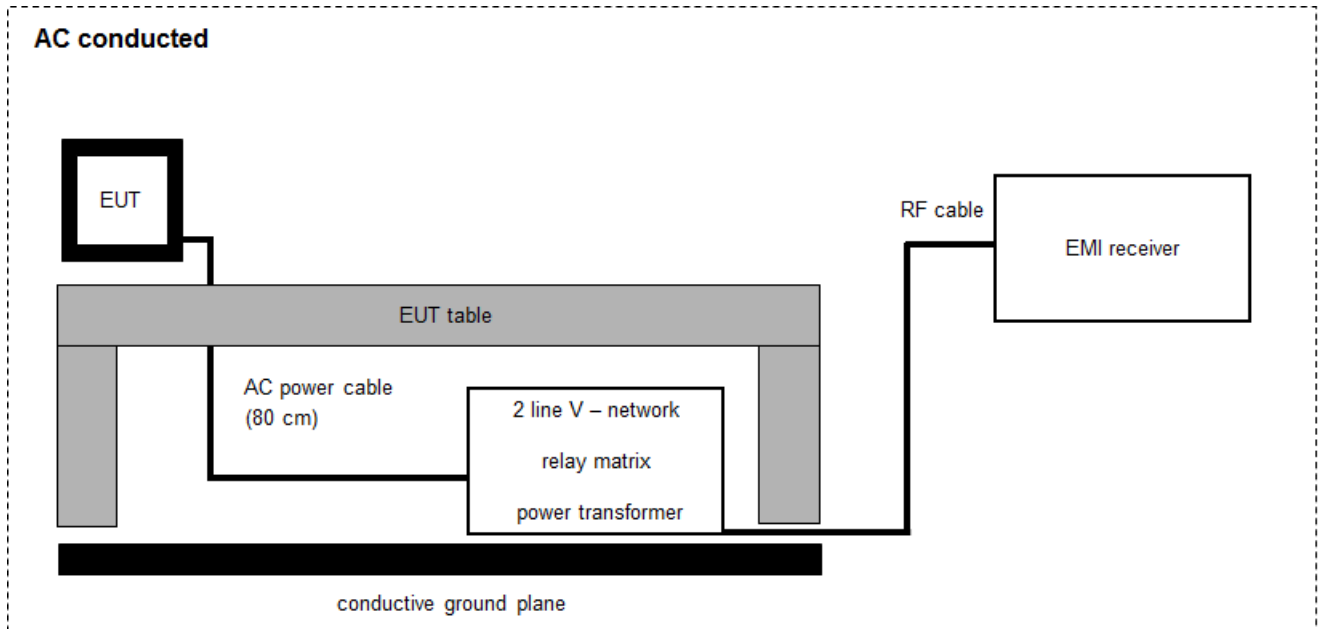 AC conducted
EUT
RF cable
EMI receiver
EUT table
AC power cable
(80 cm)
2 line V – network
relay matrix
power transformer
conductive ground plane